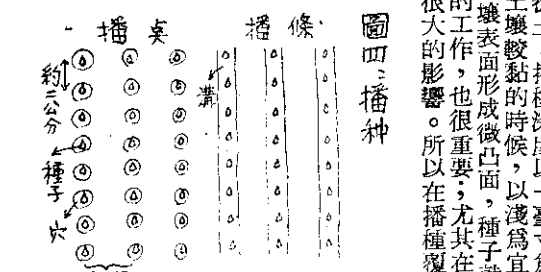 土壤較黏的時候，以淺爲宜
壤表面形成微凸面，種子
的工作，也很重要；尤其在
很大的影響。所以在播種覆
圖四：播种
條播
奌播
溝
約二公分
種子
穴